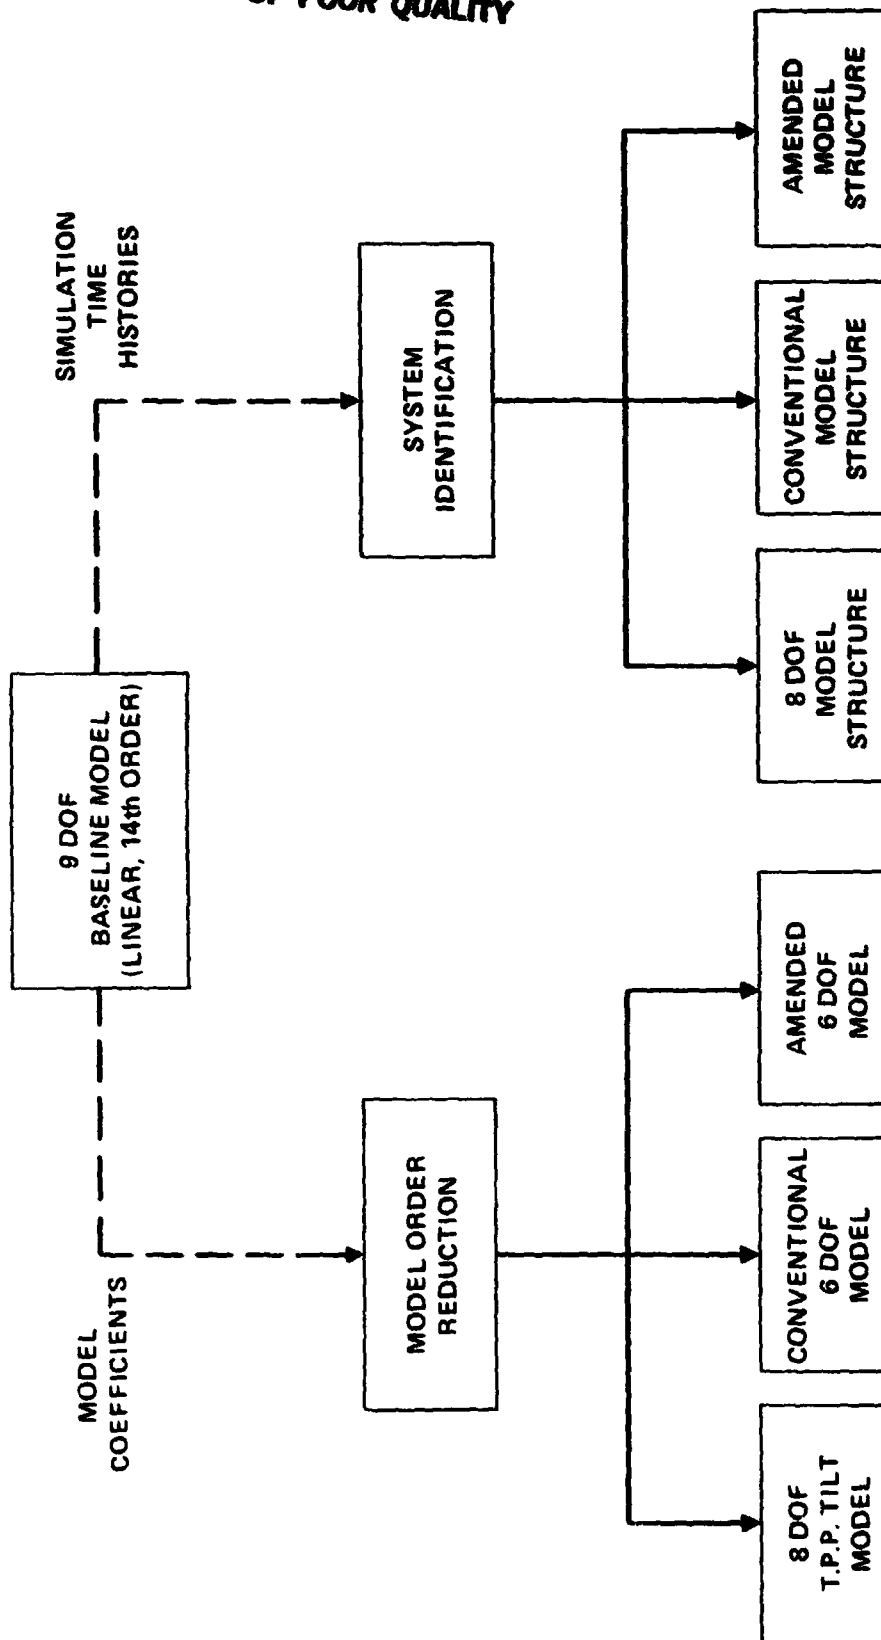 OF POOR QUALITY
9 DOF
BASELINE MODEL
(LINEAR, 14th ORDER)
MODEL
COEFFICIENTS
SIMULATION
TIME
HISTORIES
MODEL ORDER
REDUCTION
SYSTEM
IDENTIFICATION
8 DOF
T.P.P. TILT
MODEL
CONVENTIONAL
6 DOF
MODEL
AMENDED
6 DOF
MODEL
8 DOF
MODEL
STRUCTURE
CONVENTIONAL
MODEL
STRUCTURE
AMENDED
MODEL
STRUCTURE